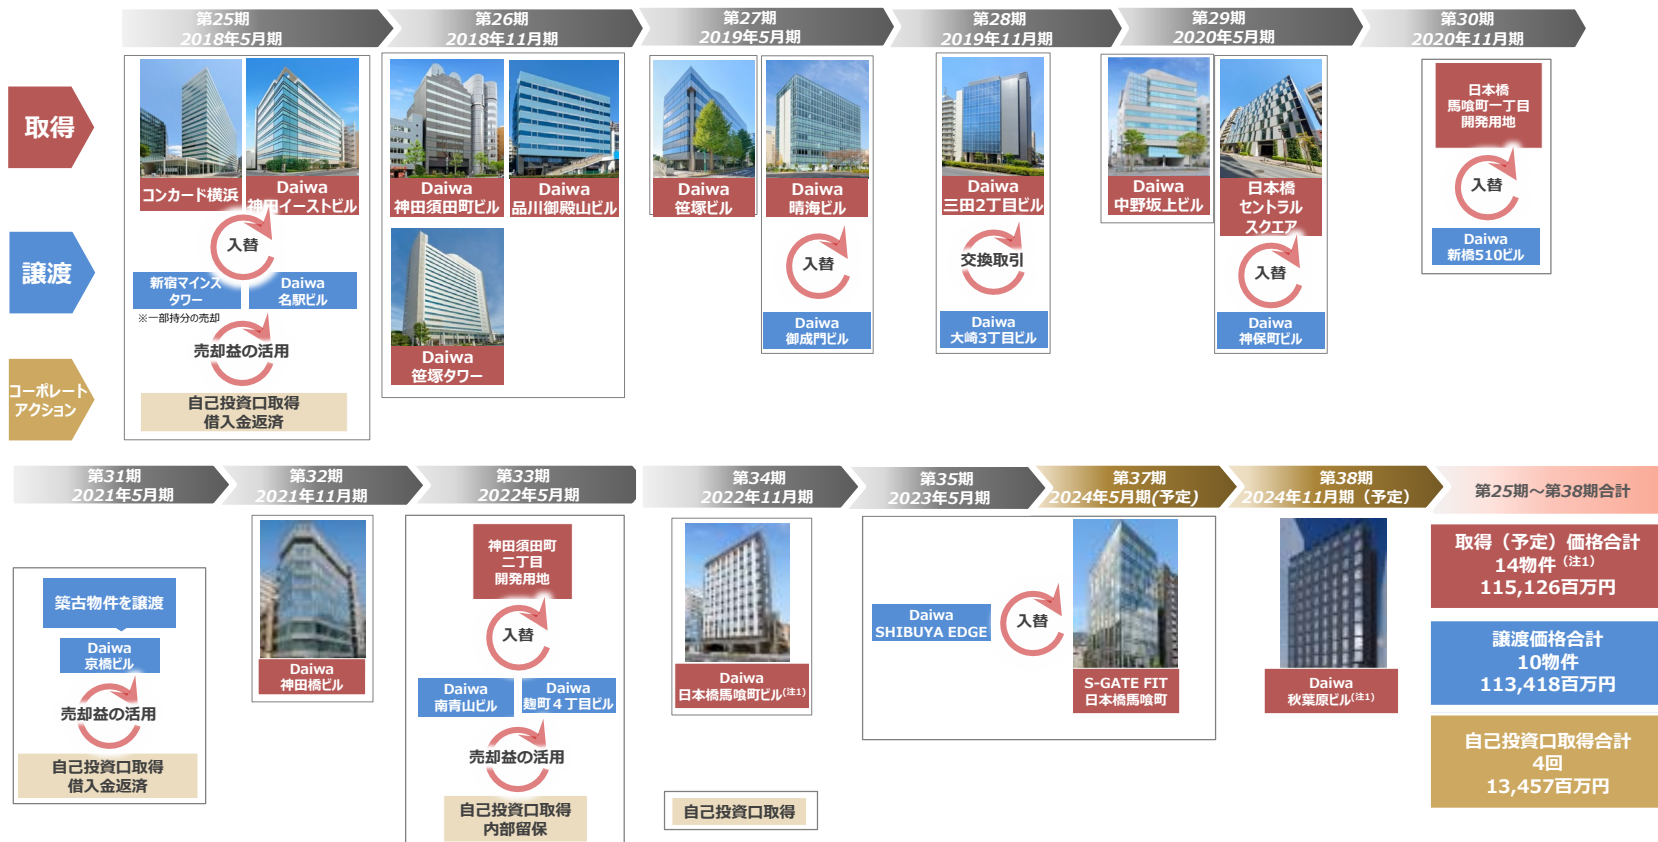 第25期
2018年5月期
第26期
2018年11月期
第27期
2019年5月期
第28期
2019年11月期
第29期
2020年5月期
第30期
2020年11月期
取得
コンカード横浜
Daiwa
神田イーストビル
Daiwa
神田須田町ビル
Daiwa
品川御殿山ビル
Daiwa
笹塚ビル
Daiwa
晴海ビル
Daiwa
三田2丁目ビル
Daiwa
中野坂上ビル
日本橋
セントラル
スクエア
日本橋
馬喰町一丁目
開発用地
入替
入替
交換取引
入替
入替
譲渡
新宿マインズ
タワー
※一部持分の売却
Daiwa
名駅ビル
Daiwa
笹塚タワー
Daiwa
御成門ビル
Daiwa
大崎3丁目ビル
Daiwa
神保町ビル
Daiwa
新橋510ビル
売却益の活用
コーポレート
アクション
自己投資口取得
借入金返済
第31期
2021年5月期
第32期
2021年11月期
第33期
2022年5月期
第34期
2022年11月期
第35期
2023年5月期
第37期
2024年5月期(予定)
第38期
2024年11月期（予定）
第25期～第38期合計
築古物件を譲渡
Daiwa
京橋ビル
売却益の活用
自己投資口取得
借入金返済
Daiwa
神田橋ビル
神田須田町
二丁目
開発用地
入替
Daiwa
南青山ビル
Daiwa
麹町４丁目ビル
売却益の活用
自己投資口取得
内部留保
Daiwa
日本橋馬喰町ビル(注1)
自己投資口取得
Daiwa
SHIBUYA EDGE
入替
S-GATE FIT
日本橋馬喰町
Daiwa
秋葉原ビル(注1)
取得（予定）価格合計
14物件 (注1)
115,126百万円
譲渡価格合計
10物件
113,418百万円
自己投資口取得合計
4回
13,457百万円